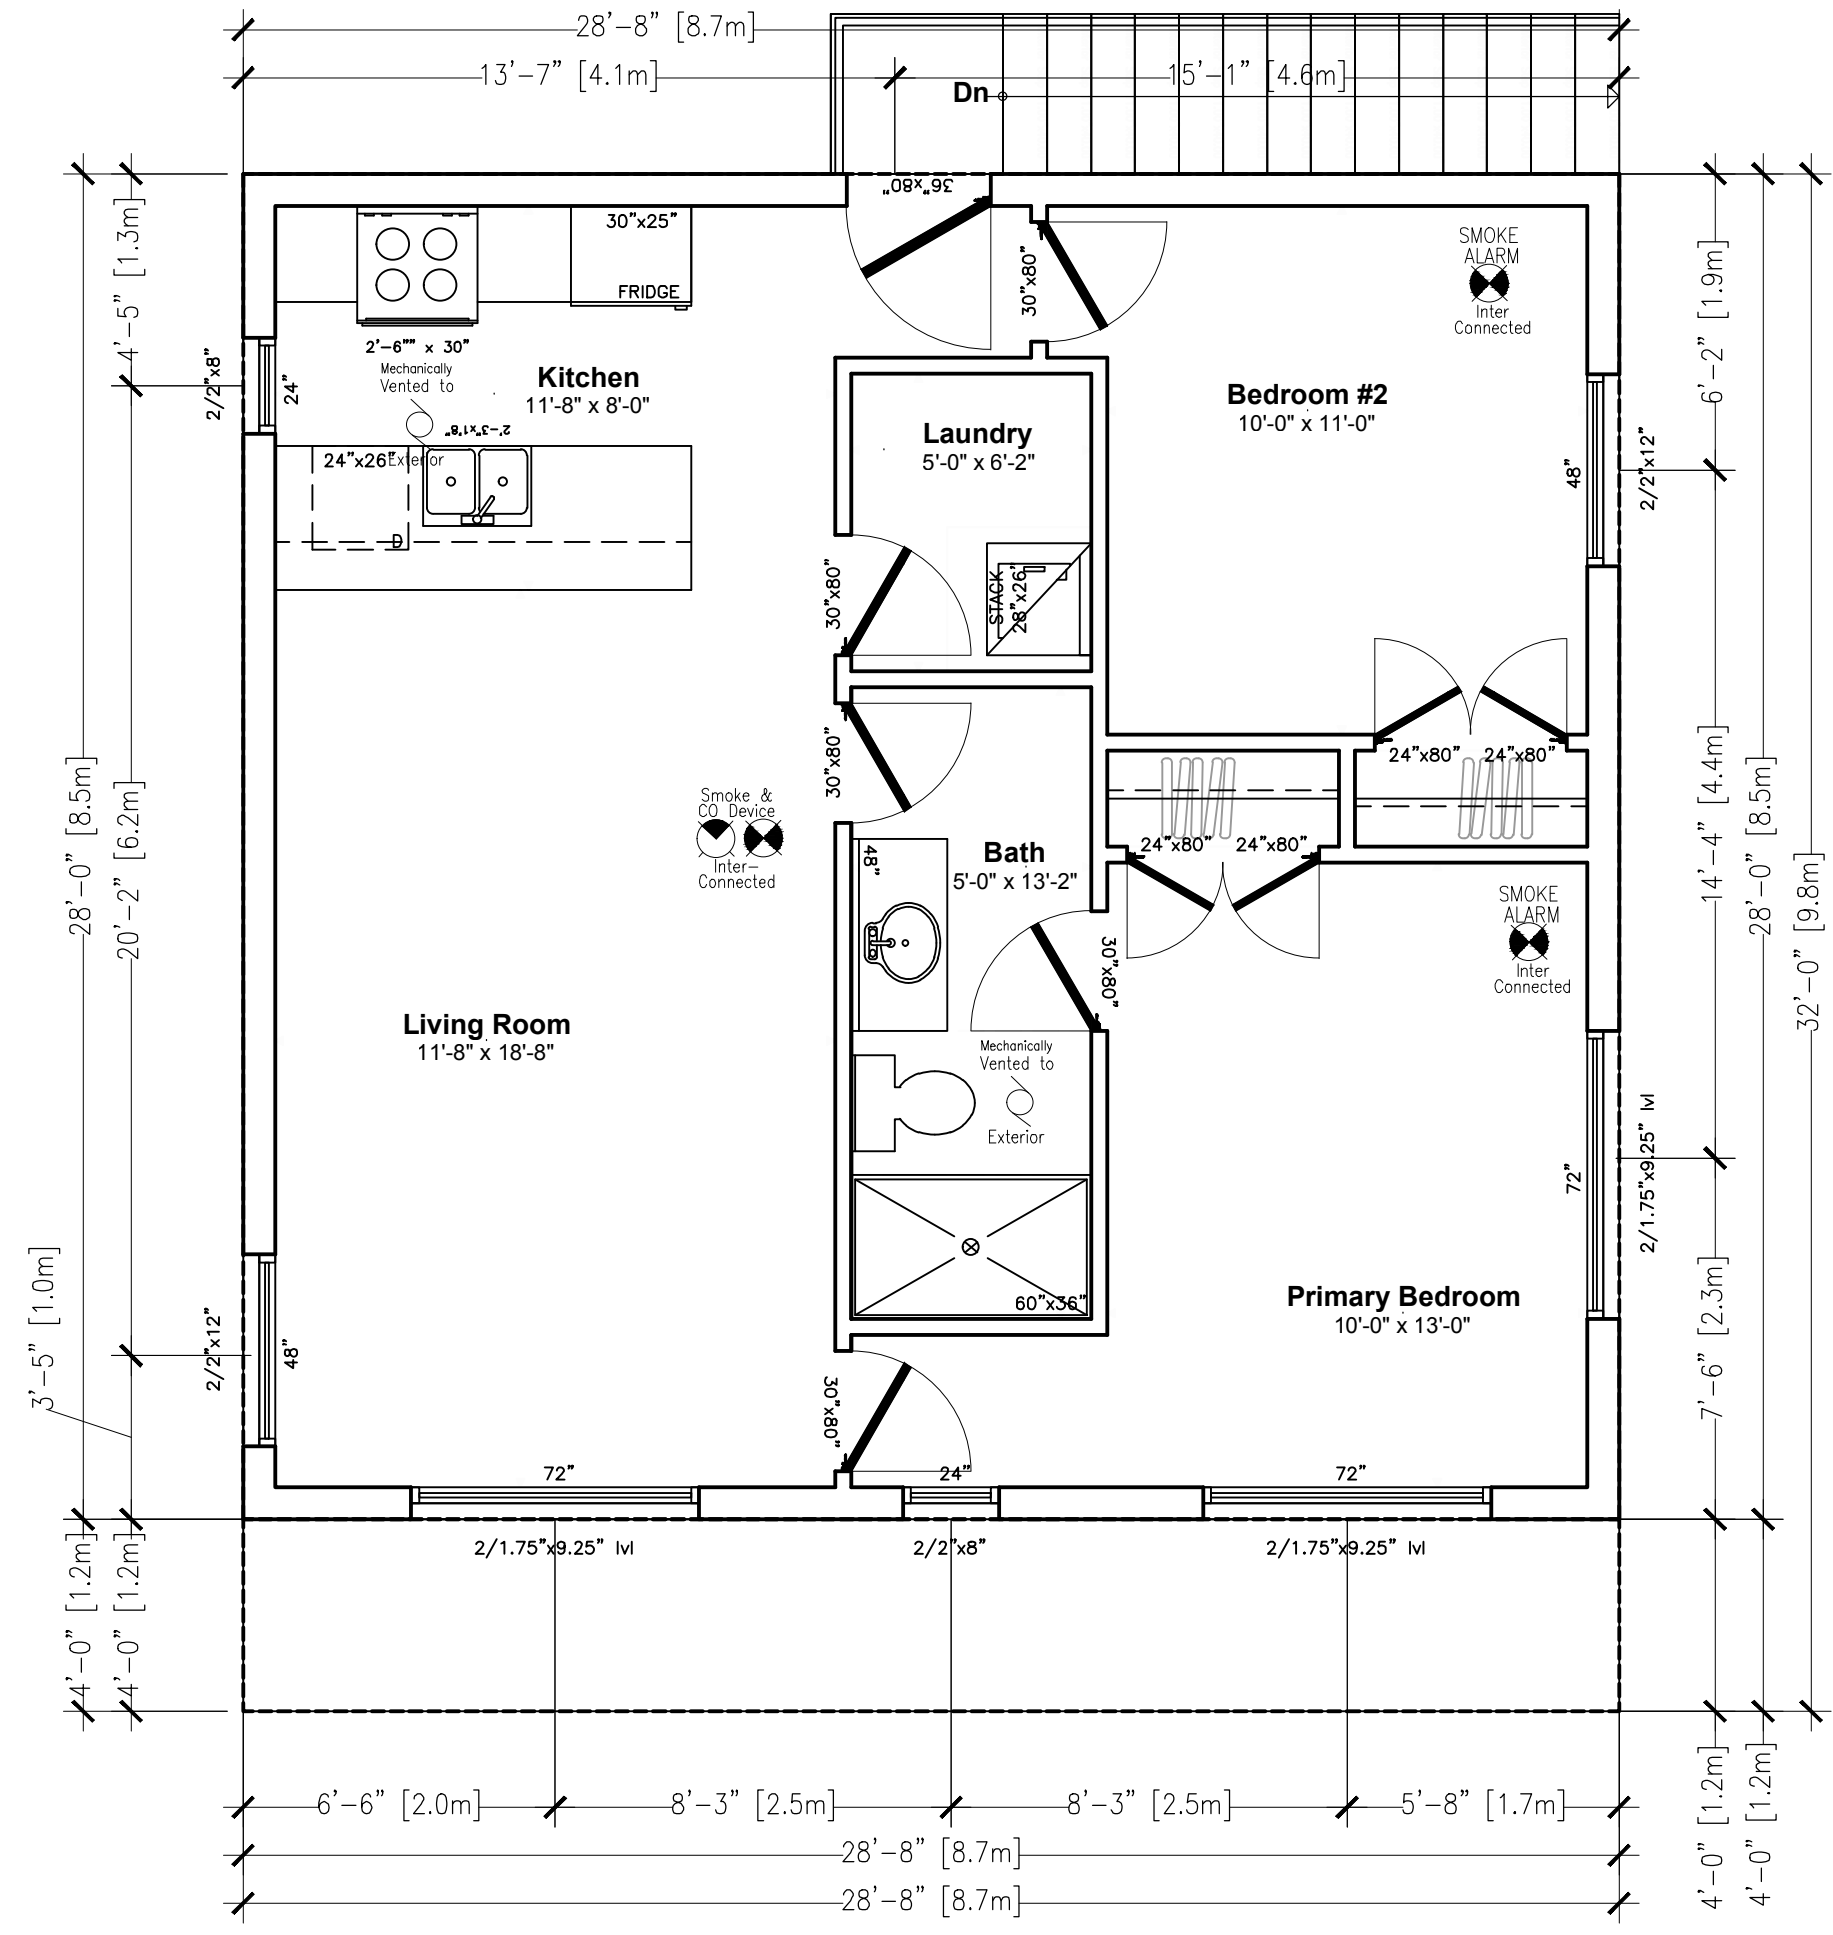 28'-8" [8.7m]
13'-7" [4.1m]
15'-1" [4.6m]
Dn
36"x80"
4'-5" [1.3m]
20'-2" [6.2m]
28'-0" [8.5m]
3'-5" [1.0m]
4'-0" [1.2m]
4'-0" [1.2m]
2/2"x8"
24"
30"x25"
FRIDGE
2'-6"" x 30"
Mechanically
Vented to
Exterior
Kitchen
11'-8" x 8'-0"
2'-3"x1'8"
24"x26"
D
30"x80"
SMOKE
ALARM
Inter
Connected
Bedroom #2
10'-0" x 11'-0"
48"
2/2"x12"
6'-2" [1.9m]
14'-4" [4.4m]
28'-0" [8.5m]
32'-0" [9.8m]
7'-6" [2.3m]
4'-0" [1.2m]
4'-0" [1.2m]
Laundry
5'-0" x 6'-2"
30"x80"
STACK
28"x26"
24"x80"
24"x80"
30"x80"
24"x80"
24"x80"
Smoke &
CO Device
Inter-
Connected
48"
Bath
5'-0" x 13'-2"
30"x80"
SMOKE
ALARM
Inter
Connected
Living Room
11'-8" x 18'-8"
Mechanically
Vented to
Exterior
72"
2/1.75"x9.25" lvl
60"x36"
Primary Bedroom
10'-0" x 13'-0"
2/2"x12"
48"
30"x80"
72"
24"
72"
2/1.75"x9.25" lvl
2/2"x8"
2/1.75"x9.25" lvl
6'-6" [2.0m]
8'-3" [2.5m]
8'-3" [2.5m]
5'-8" [1.7m]
28'-8" [8.7m]
28'-8" [8.7m]